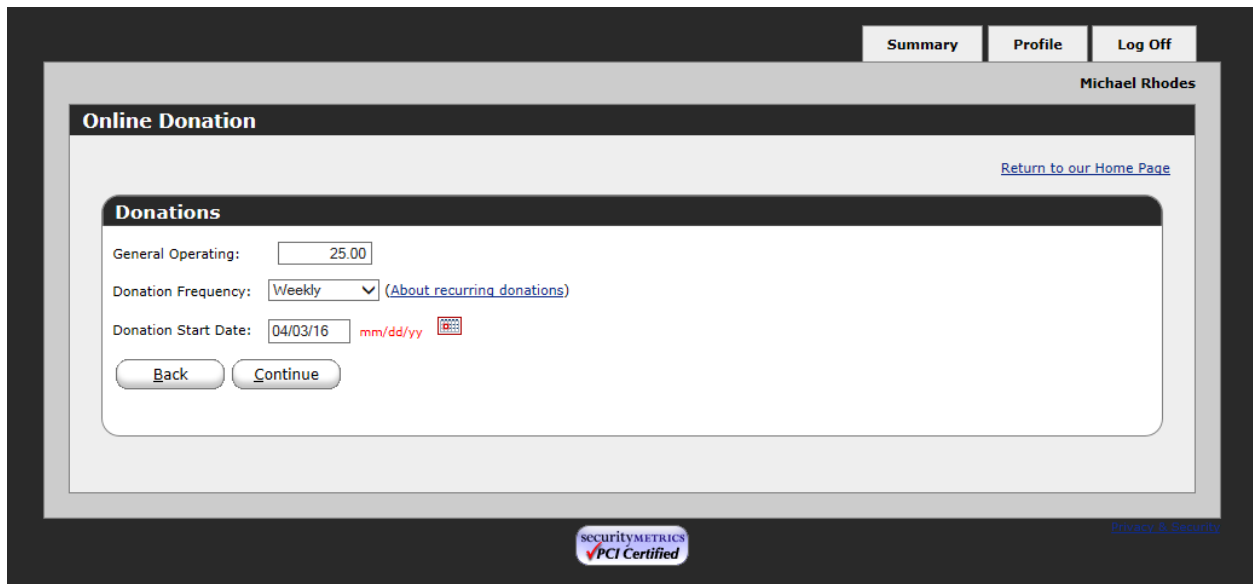 Summary Profile Log Off
Michael Rhodes
Online Donation
Return to our Home Page
Donations
General Operating: 25.00
Donation Frequency: Weekly (About recurring donations)
Donation Start Date: 04/03/16 mm/dd/yy
Back Continue
Privacy & Security
securityMETRICS
PCI Certified